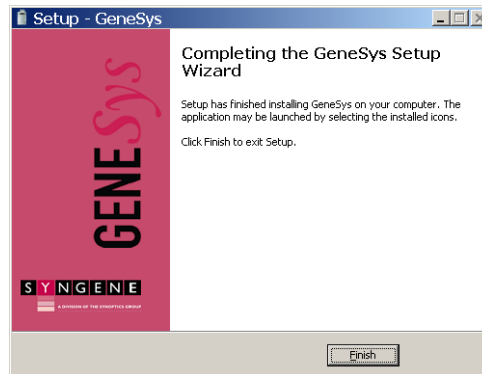 Setup - GeneSys
Completing the GeneSys Setup
Wizard
Setup has finished installing GeneSys on your computer. The
application may be launched by selecting the installed icons.
Click Finish to exit Setup.
GENESys
SYNGENE
A DIVISION OF THE SYNOPTICS GROUP
Finish